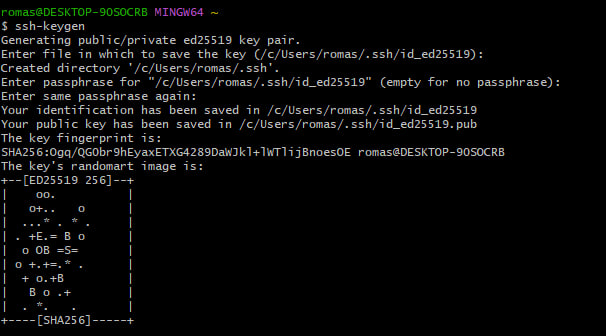 romas@DESKTOP-9OSOCRB MINGW64 ~
$ ssh-keygen
Generating public/private ed25519 key pair.
Enter file in which to save the key (/c/Users/romas/.ssh/id_ed25519):
Created directory '/c/Users/romas/.ssh'.
Enter passphrase for "/c/Users/romas/.ssh/id_ed25519" (empty for no passphrase):
Enter same passphrase again:
Your identification has been saved in /c/Users/romas/.ssh/id_ed25519
Your public key has been saved in /c/Users/romas/.ssh/id_ed25519.pub
The key fingerprint is:
SHA256:Ogq/QGObr9hEyaxETXG4289DaWJkl+lWTlijBnoesOE romas@DESKTOP-9OSOCRB
The key's randomart image is:
+--[ED25519 256]--+
|    oo.          |
|   o+..   o      |
|  ...* . * .     |
| . +E.= B o      |
|  o OB =S=       |
| o +.+=.* .      |
|  + o.+B         |
|   B o .+        |
|  . *.   .       |
+----[SHA256]-----+